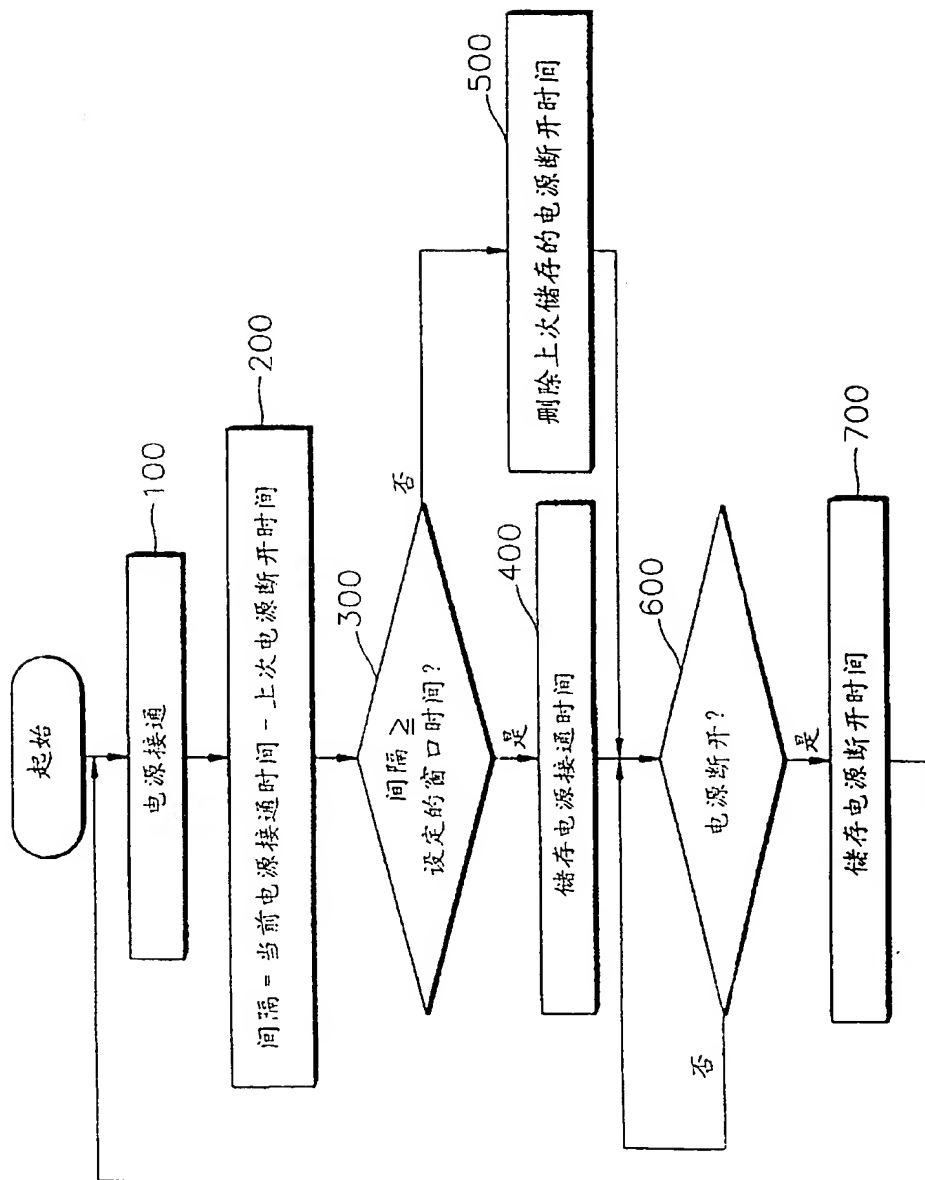 起始
电源接通
100
间隔 = 当前电源接通时间 - 上次电源断开时间
200
间隔 ≧
设定的窗口时间?
300
否
是
储存电源接通时间
400
删除上次储存的电源断开时间
500
电源断开?
600
否
是
储存电源断开时间
700